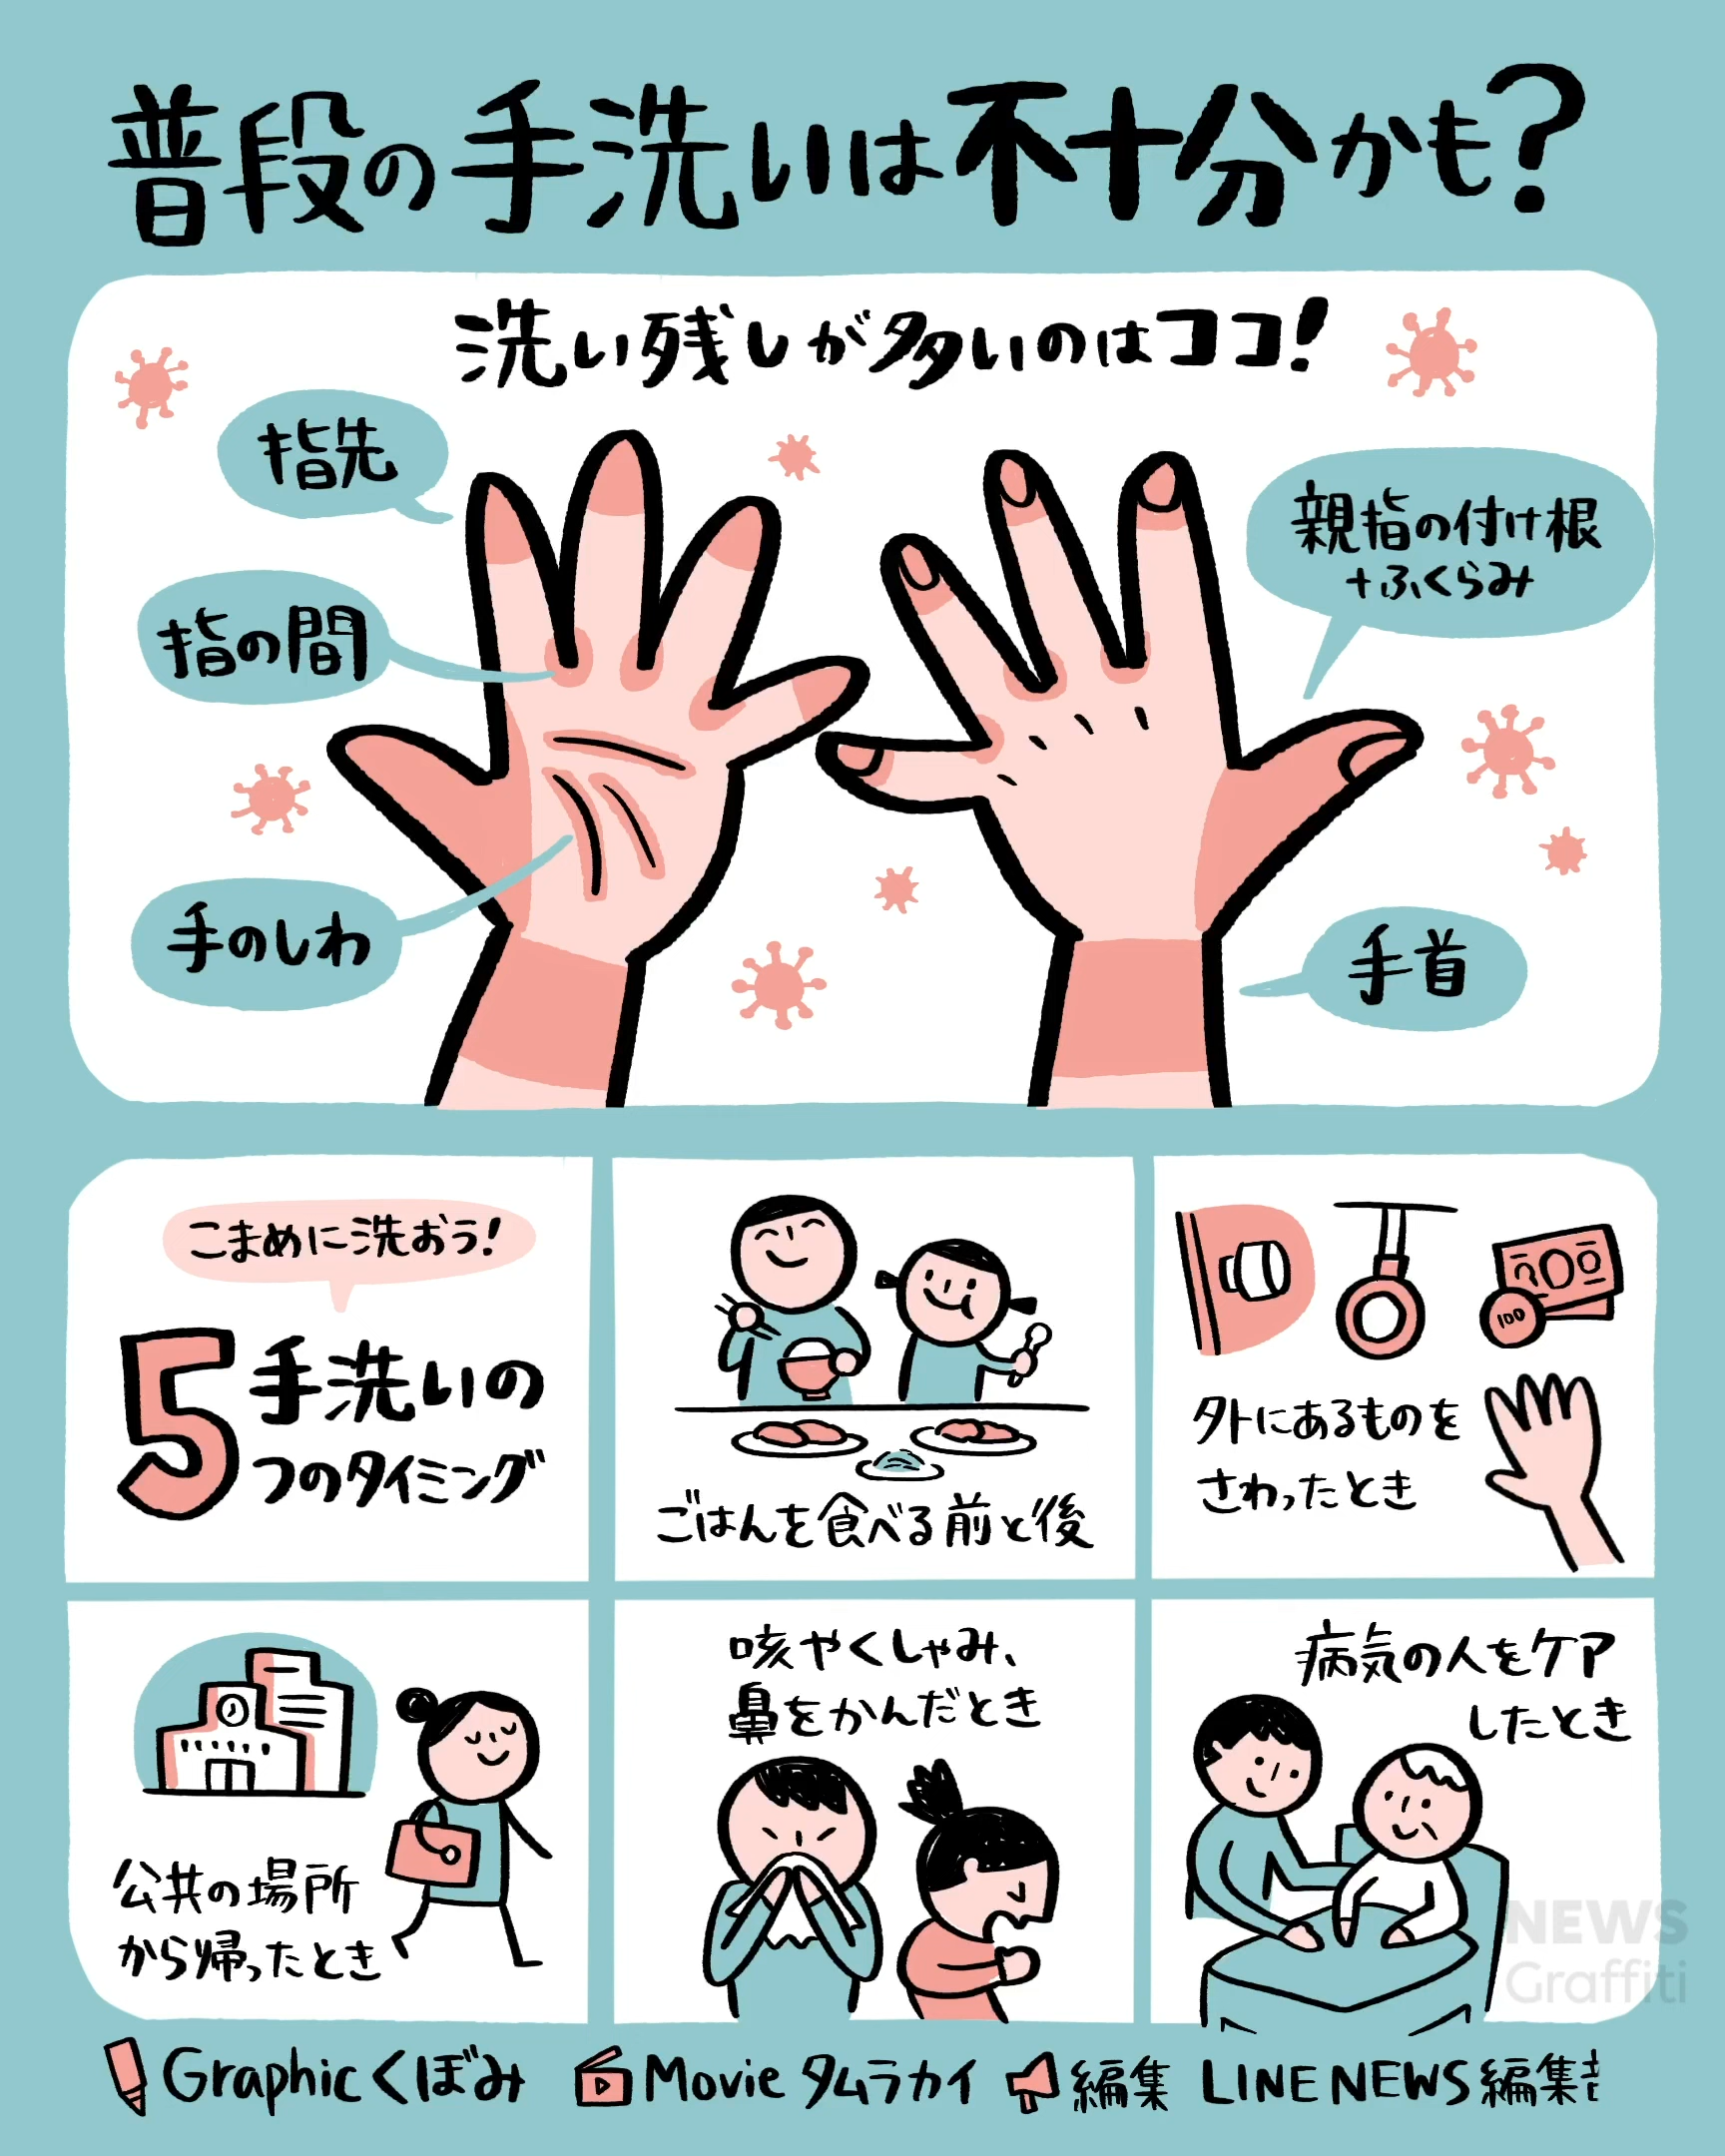 普段の手洗いは不十分かも?
洗い残しが多いのはココ!
指先
指の間
手のしわ
親指の付け根
+ふくらみ
手首
こまめに洗おう!
手洗いの
5つのタイミング
ごはんを食べる前と後
100
外にあるものを
さわったとき
公共の場所
から帰ったとき
咳やくしゃみ、
鼻をかんだとき
病気の人をケア
したとき
NEWS
Graffiti
Graphic くぼみ
Movie タムラカイ
編集 LINE NEWS 編集部